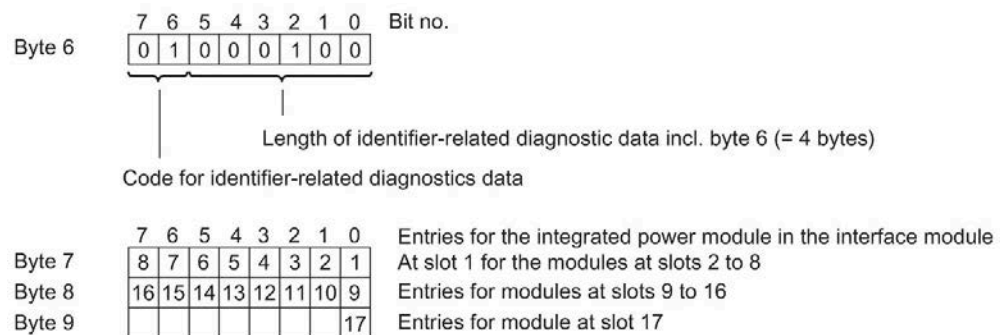 7 6 5 4 3 2 1 0 Bit no.
Byte 6 0 1 0 0 0 1 0 0
Length of identifier-related diagnostic data incl. byte 6 (= 4 bytes)
Code for identifier-related diagnostics data
7 6 5 4 3 2 1 0 Entries for the integrated power module in the interface module
Byte 7 8 7 6 5 4 3 2 1 At slot 1 for the modules at slots 2 to 8
Byte 8 16 15 14 13 12 11 10 9 Entries for modules at slots 9 to 16
Byte 9 17 Entries for module at slot 17